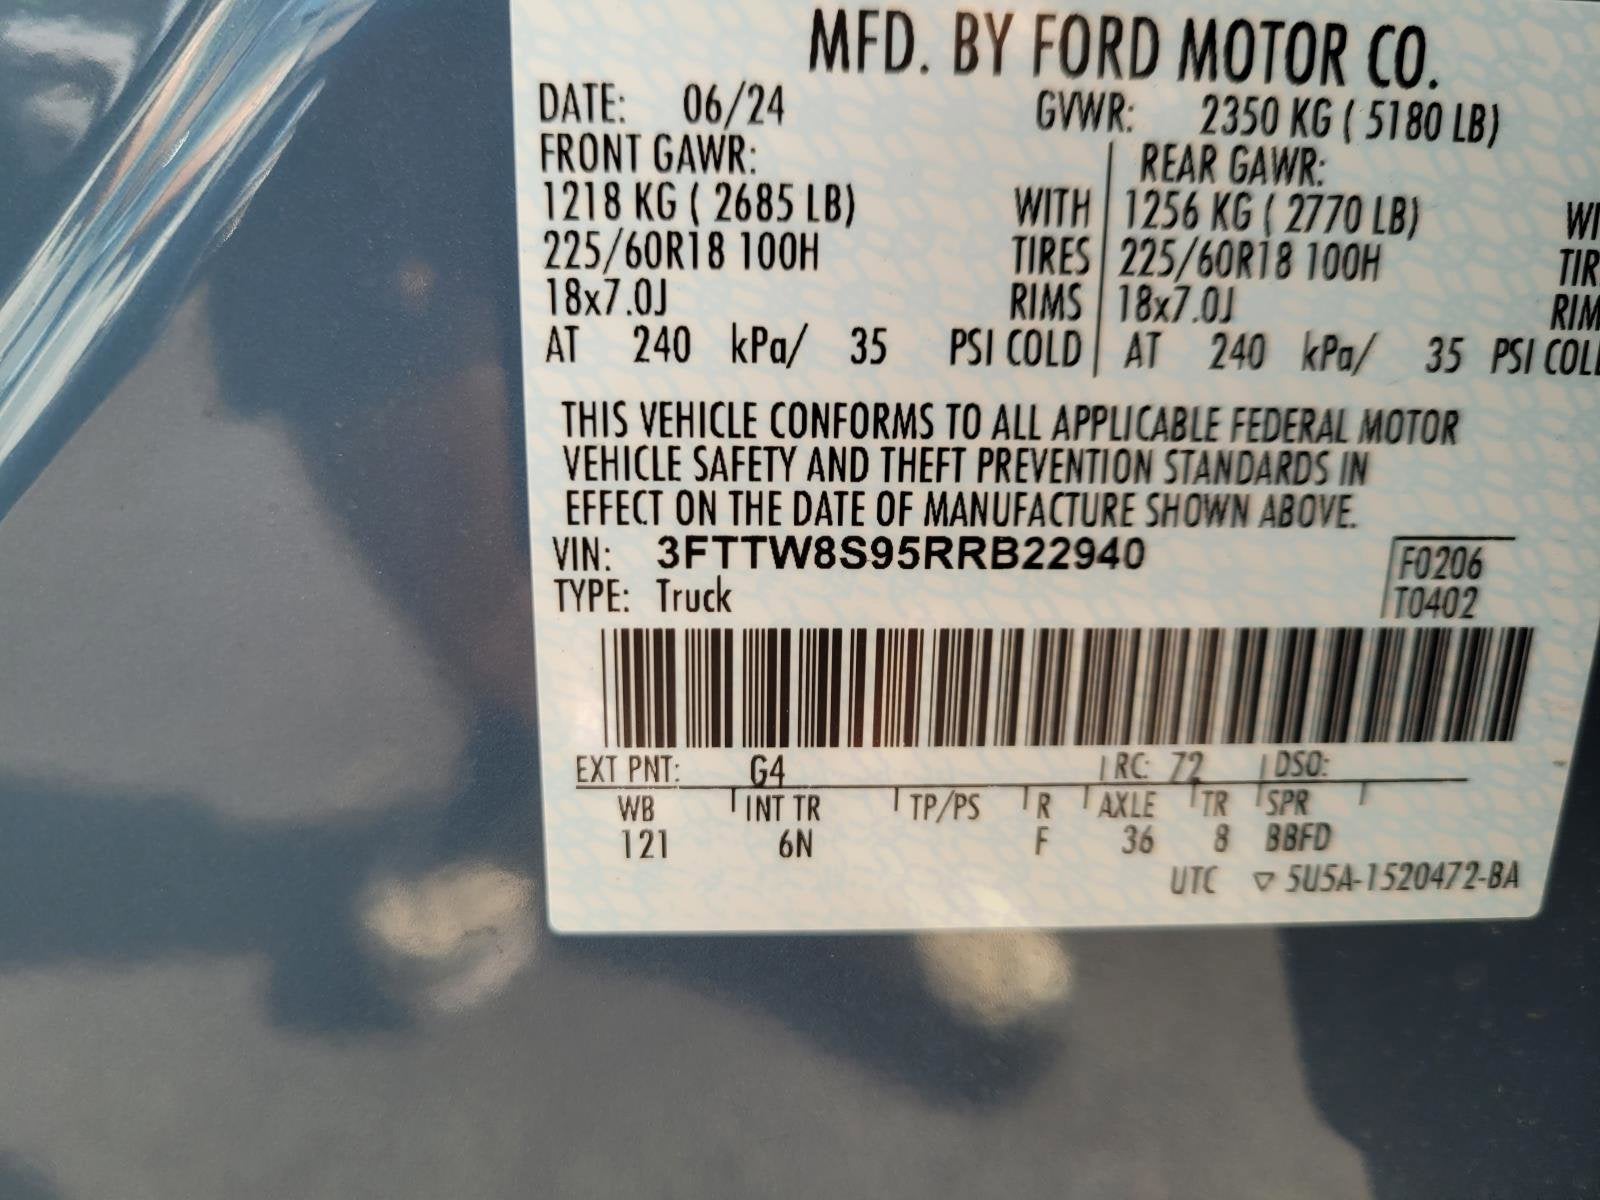 MFD. BY FORD MOTOR CO.
DATE: 06/24 GVWR: 2350 KG ( 5180 LB)
FRONT GAWR: REAR GAWR:
1218 KG ( 2685 LB) WITH 1256 KG ( 2770 LB) WI
225/60R18 100H TIRES 225/60R18 100H TIR
18x7.0J RIMS 18x7.0J RIM
AT 240 kPa/ 35 PSI COLD AT 240 kPa/ 35 PSI COL
THIS VEHICLE CONFORMS TO ALL APPLICABLE FEDERAL MOTOR
VEHICLE SAFETY AND THEFT PREVENTION STANDARDS IN
EFFECT ON THE DATE OF MANUFACTURE SHOWN ABOVE.
VIN: 3FTTW8S95RRB22940 F0206
TYPE: Truck T0402
EXT PNT: G4 RC: 72 DSO:
WB INT TR TP/PS R AXLE TR SPR
121 6N F 36 8 BBFD
UTC ▽ 5U5A-1520472-BA